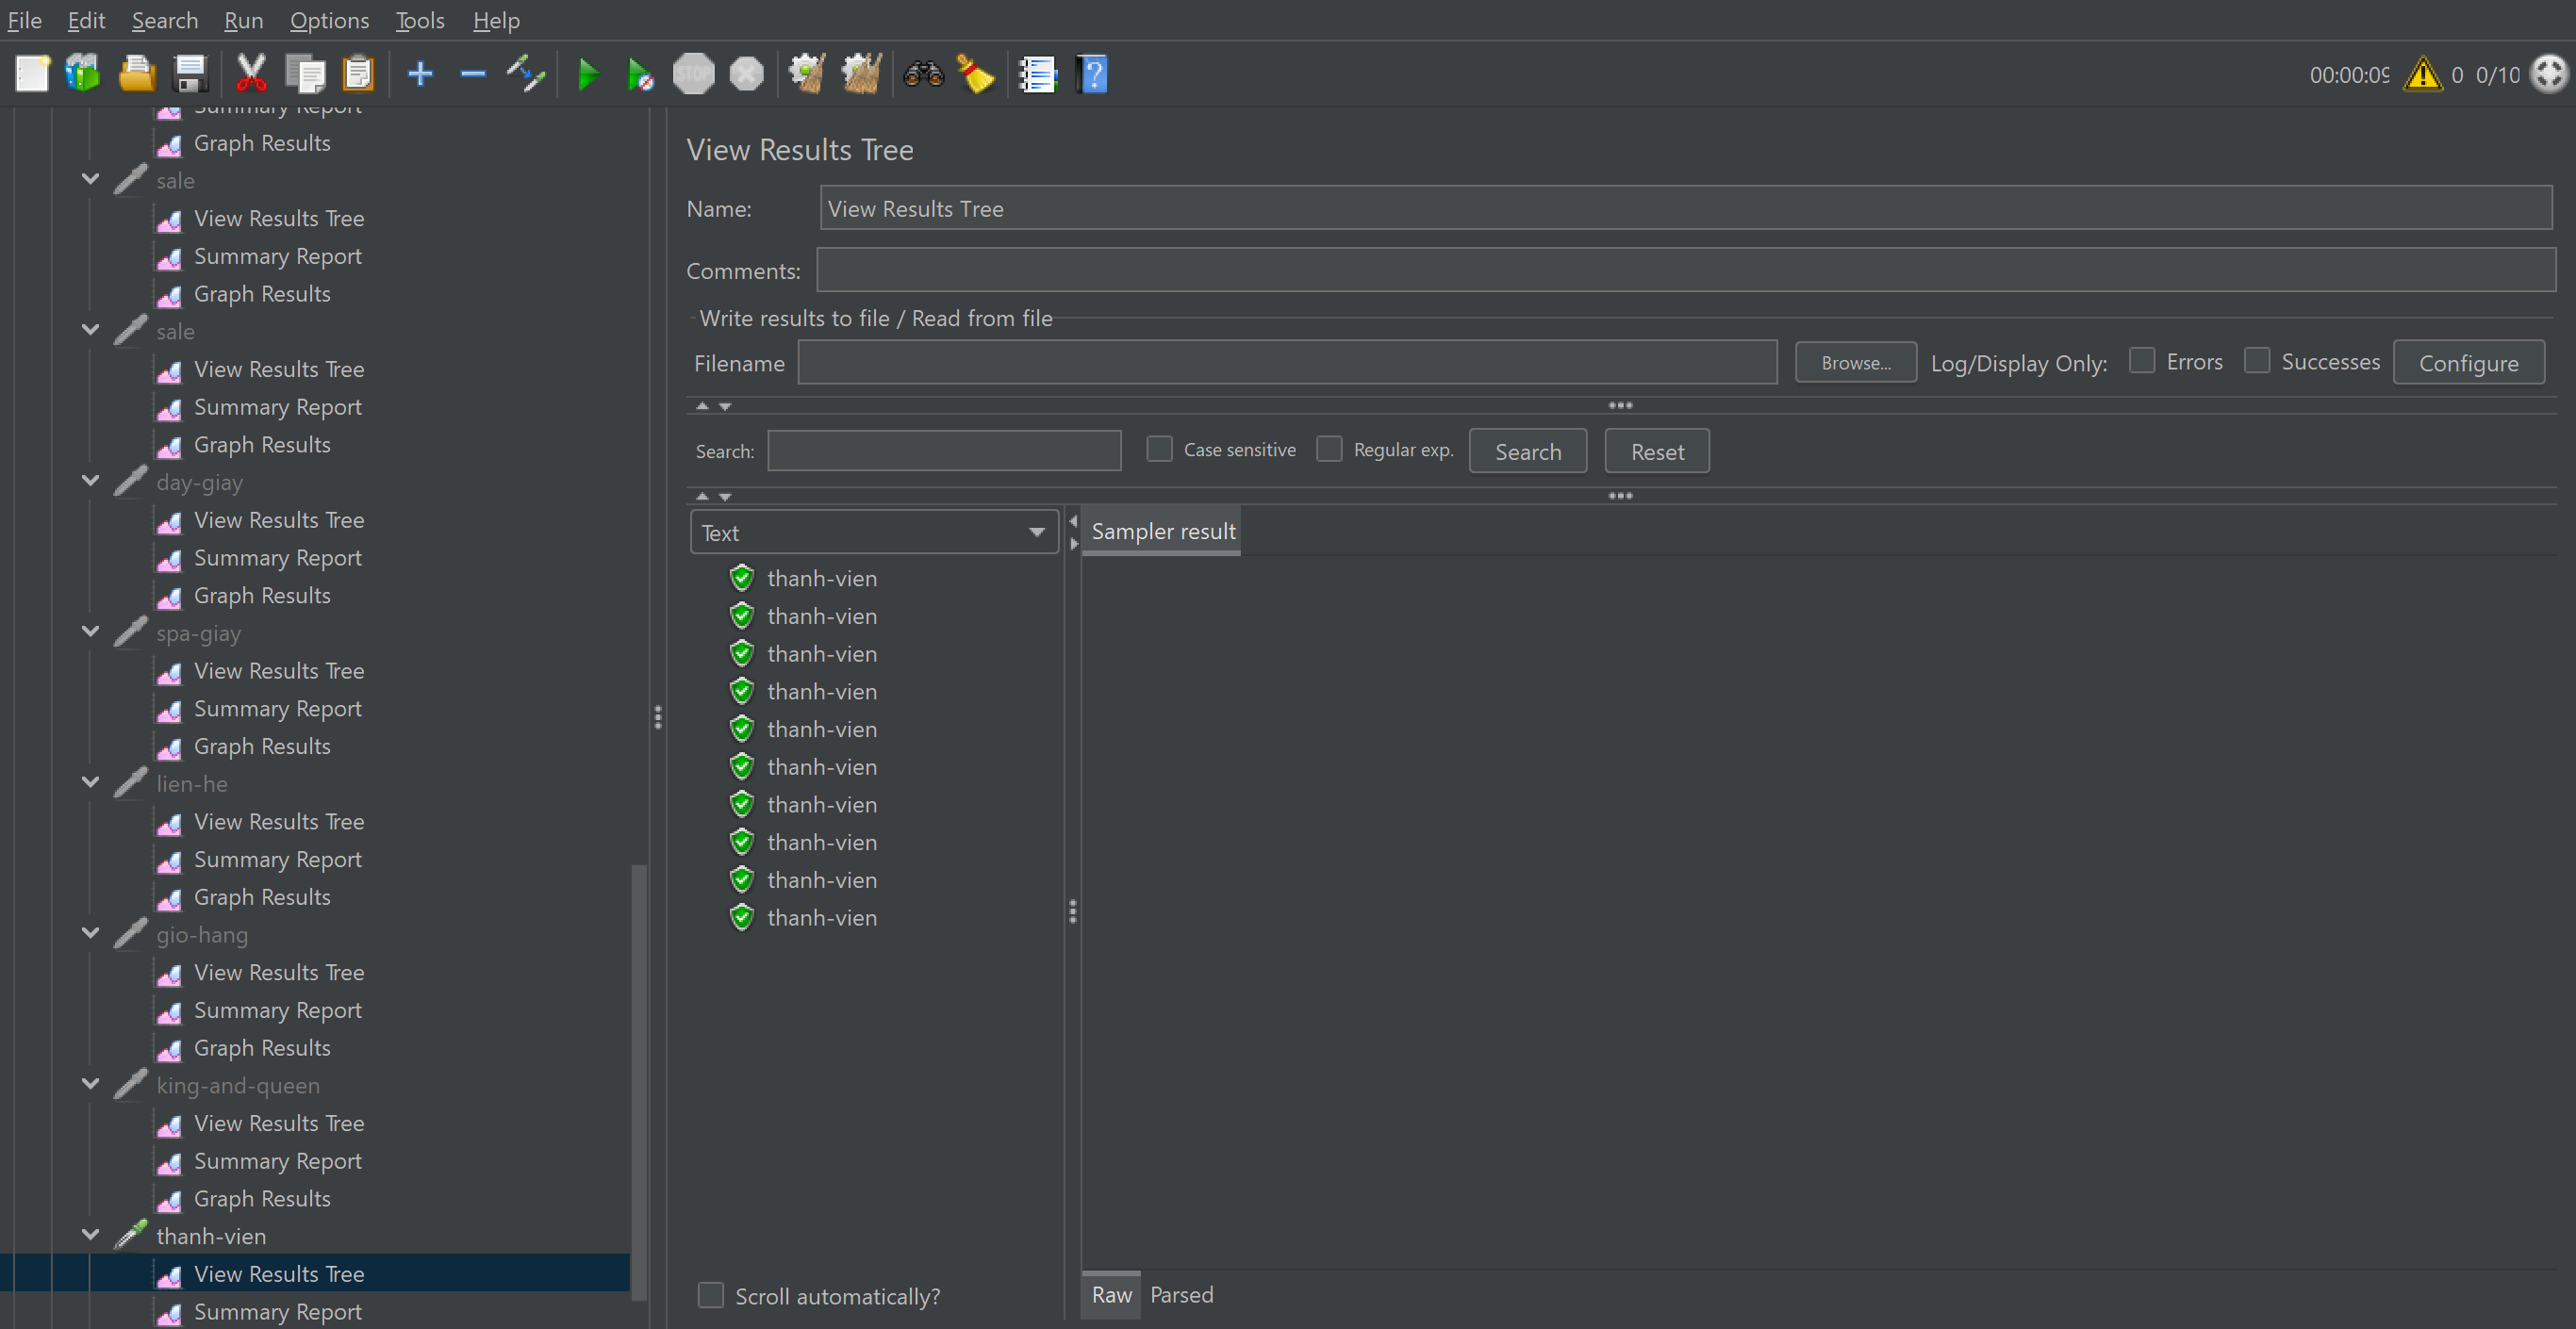 File Edit Search Run Options Tools Help
STOP
00:00:09 0 0/10
Summary Report
Graph Results
sale
View Results Tree
Summary Report
Graph Results
sale
View Results Tree
Summary Report
Graph Results
day-giay
View Results Tree
Summary Report
Graph Results
spa-giay
View Results Tree
Summary Report
Graph Results
lien-he
View Results Tree
Summary Report
Graph Results
gio-hang
View Results Tree
Summary Report
Graph Results
king-and-queen
View Results Tree
Summary Report
Graph Results
thanh-vien
View Results Tree
Summary Report
View Results Tree
Name: View Results Tree
Comments:
Write results to file / Read from file
Filename Browse... Log/Display Only: Errors Successes Configure
Search: Case sensitive Regular exp. Search Reset
Text
Sampler result
thanh-vien
thanh-vien
thanh-vien
thanh-vien
thanh-vien
thanh-vien
thanh-vien
thanh-vien
thanh-vien
thanh-vien
Scroll automatically?
Raw Parsed